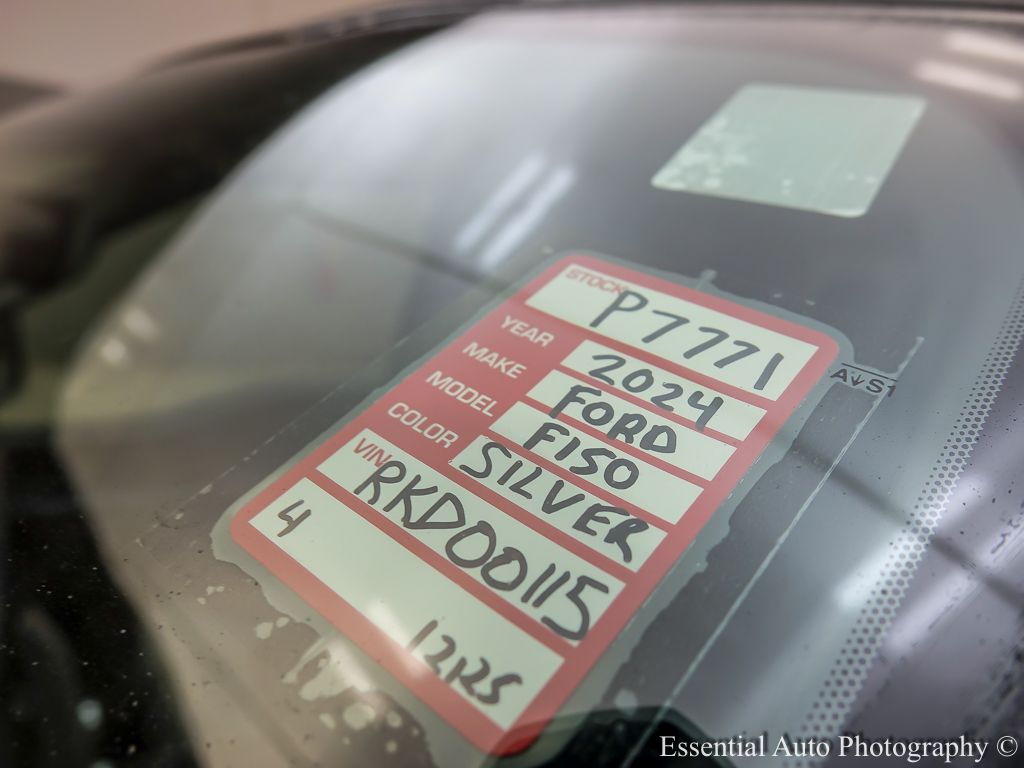 STOCK P7771
YEAR 2024
MAKE FORD
MODEL F150
COLOR SILVER
VIN RKD00115
4
12RS
A↓S1
Essential Auto Photography ©